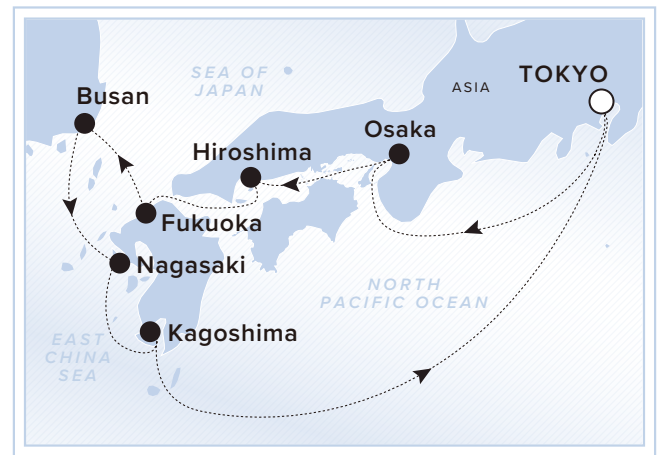 SEA OF
JAPAN
ASIA
TOKYO
Busan
Osaka
Hiroshima
Fukuoka
Nagasaki
NORTH
PACIFIC OCEAN
Kagoshima
EAST
CHINA
SEA